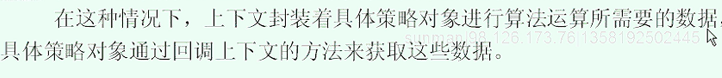 在这种情况下，上下文封装着具体策略对象进行算法运算所需要的数据，
具体策略对象通过回调上下文的方法来获取这些数据。